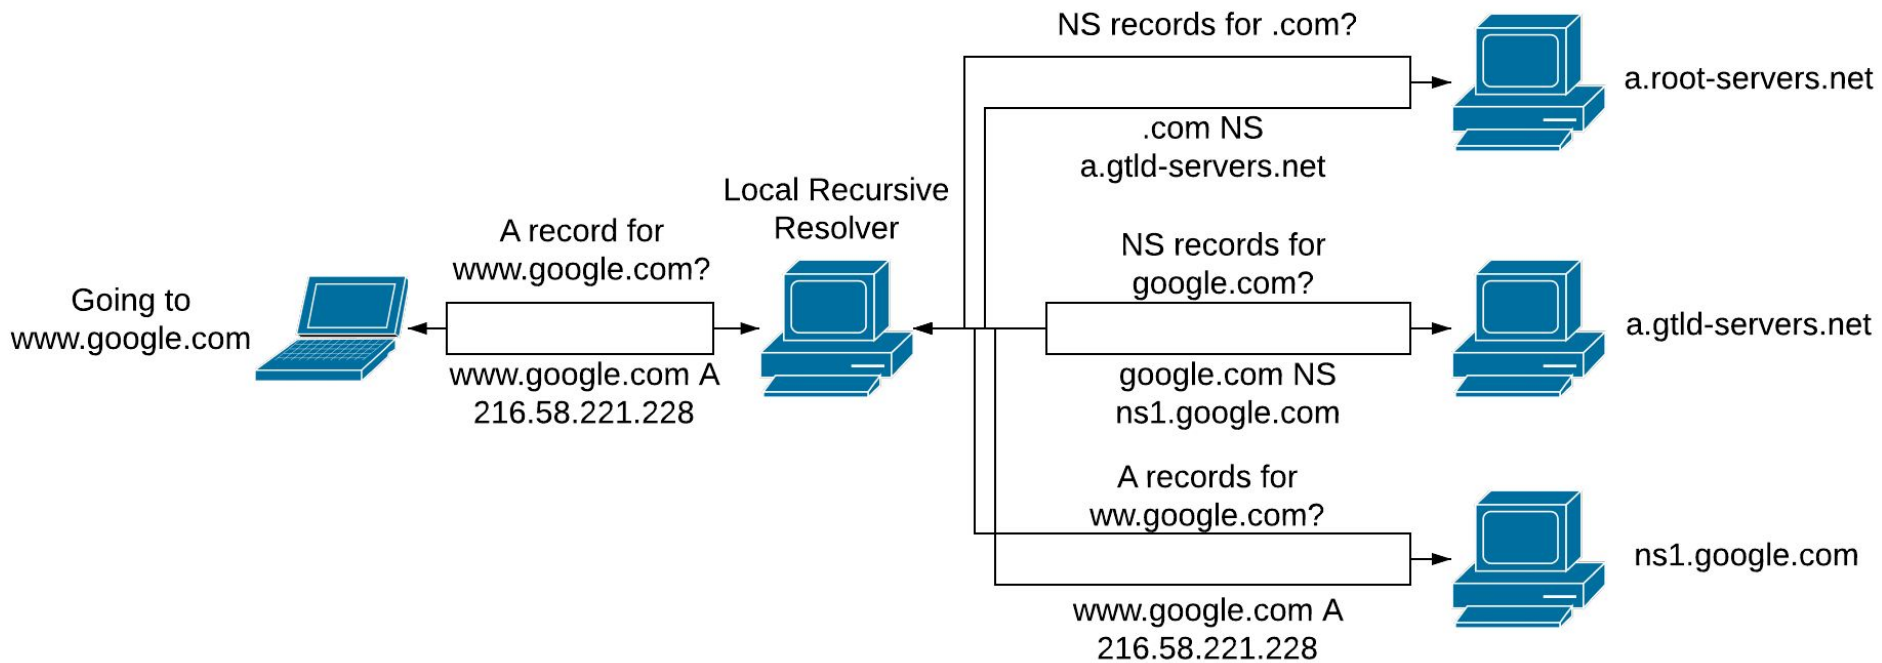 NS records for .com?
a.root-servers.net
.com NS
a.gtld-servers.net
Local Recursive
Resolver
A record for
www.google.com?
Going to
www.google.com
www.google.com A
216.58.221.228
NS records for
google.com?
a.gtld-servers.net
google.com NS
ns1.google.com
A records for
ww.google.com?
ns1.google.com
www.google.com A
216.58.221.228